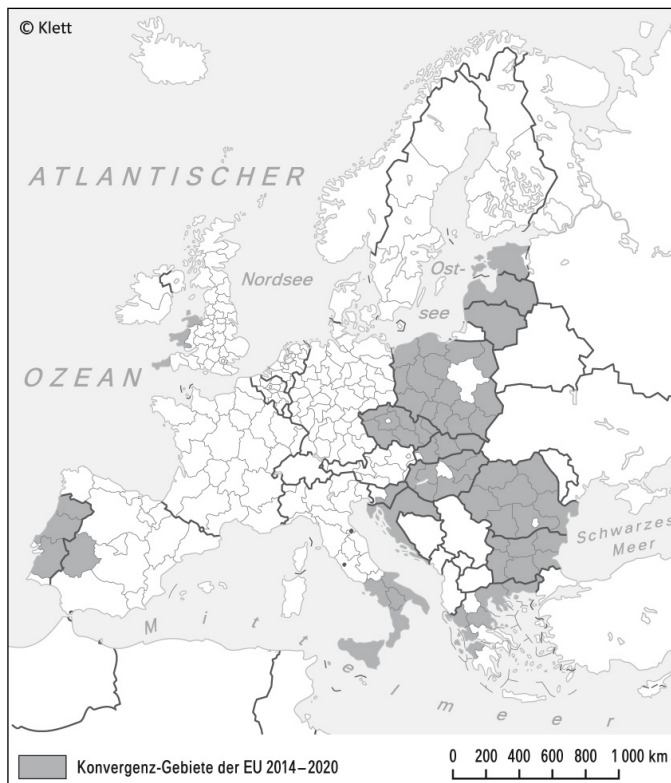 © Klett
ATLANTISCHER
OZEAN
Nordsee
Ost-
see
Schwarzes
Meer
Mittelmeer
Konvergenz-Gebiete der EU 2014–2020
0 200 400 600 800 1 000 km